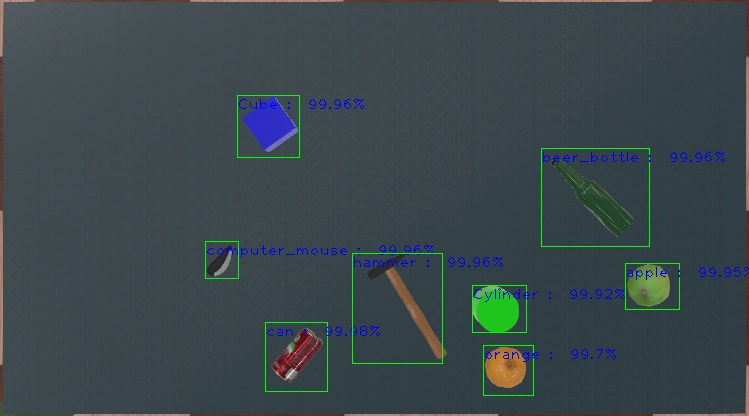 Cube : 99.96%
beer_bottle : 99.96%
computer_mouse : 99.96%
hammer : 99.96%
apple : 99.95%
Cylinder : 99.92%
can : 99.98%
orange : 99.7%